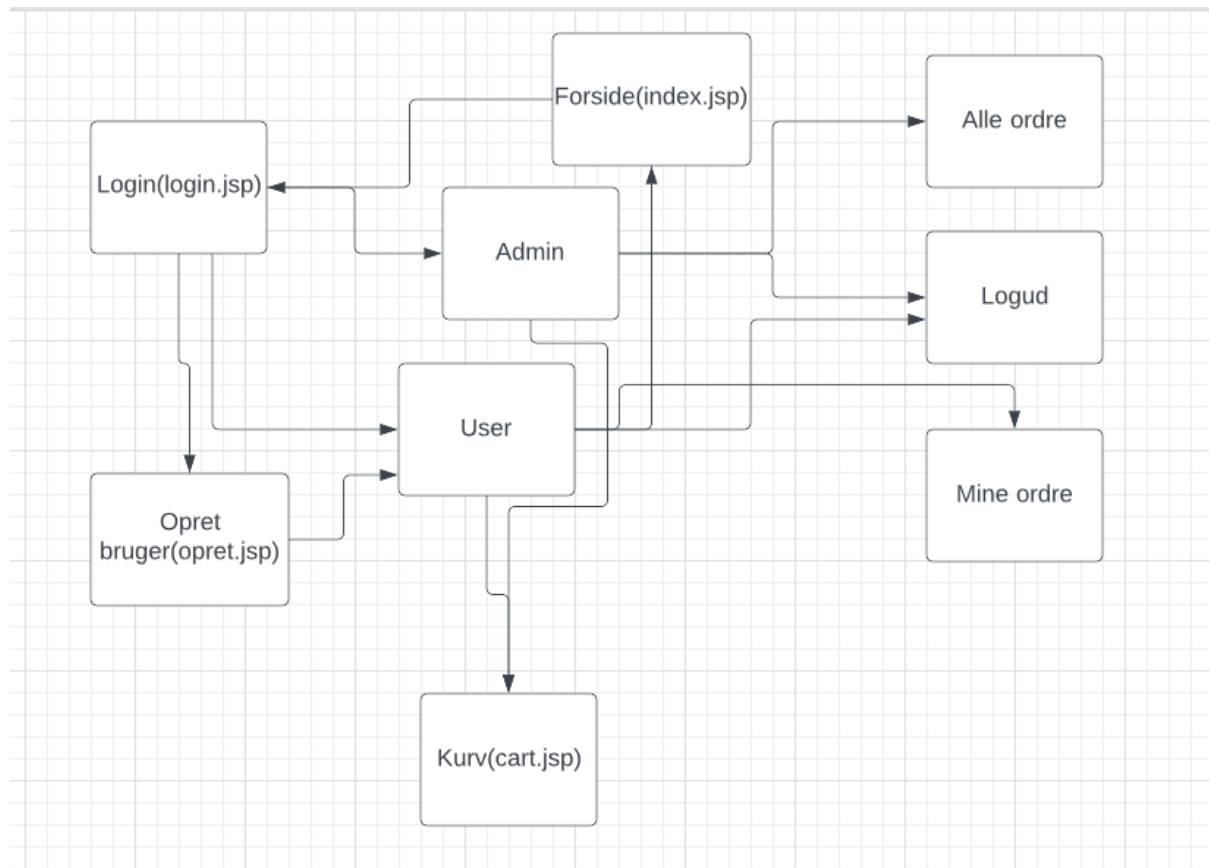 Forside(index.jsp)
Alle ordre
Login(login.jsp)
Admin
Logud
User
Mine ordre
Opret
bruger(opret.jsp)
Kurv(cart.jsp)